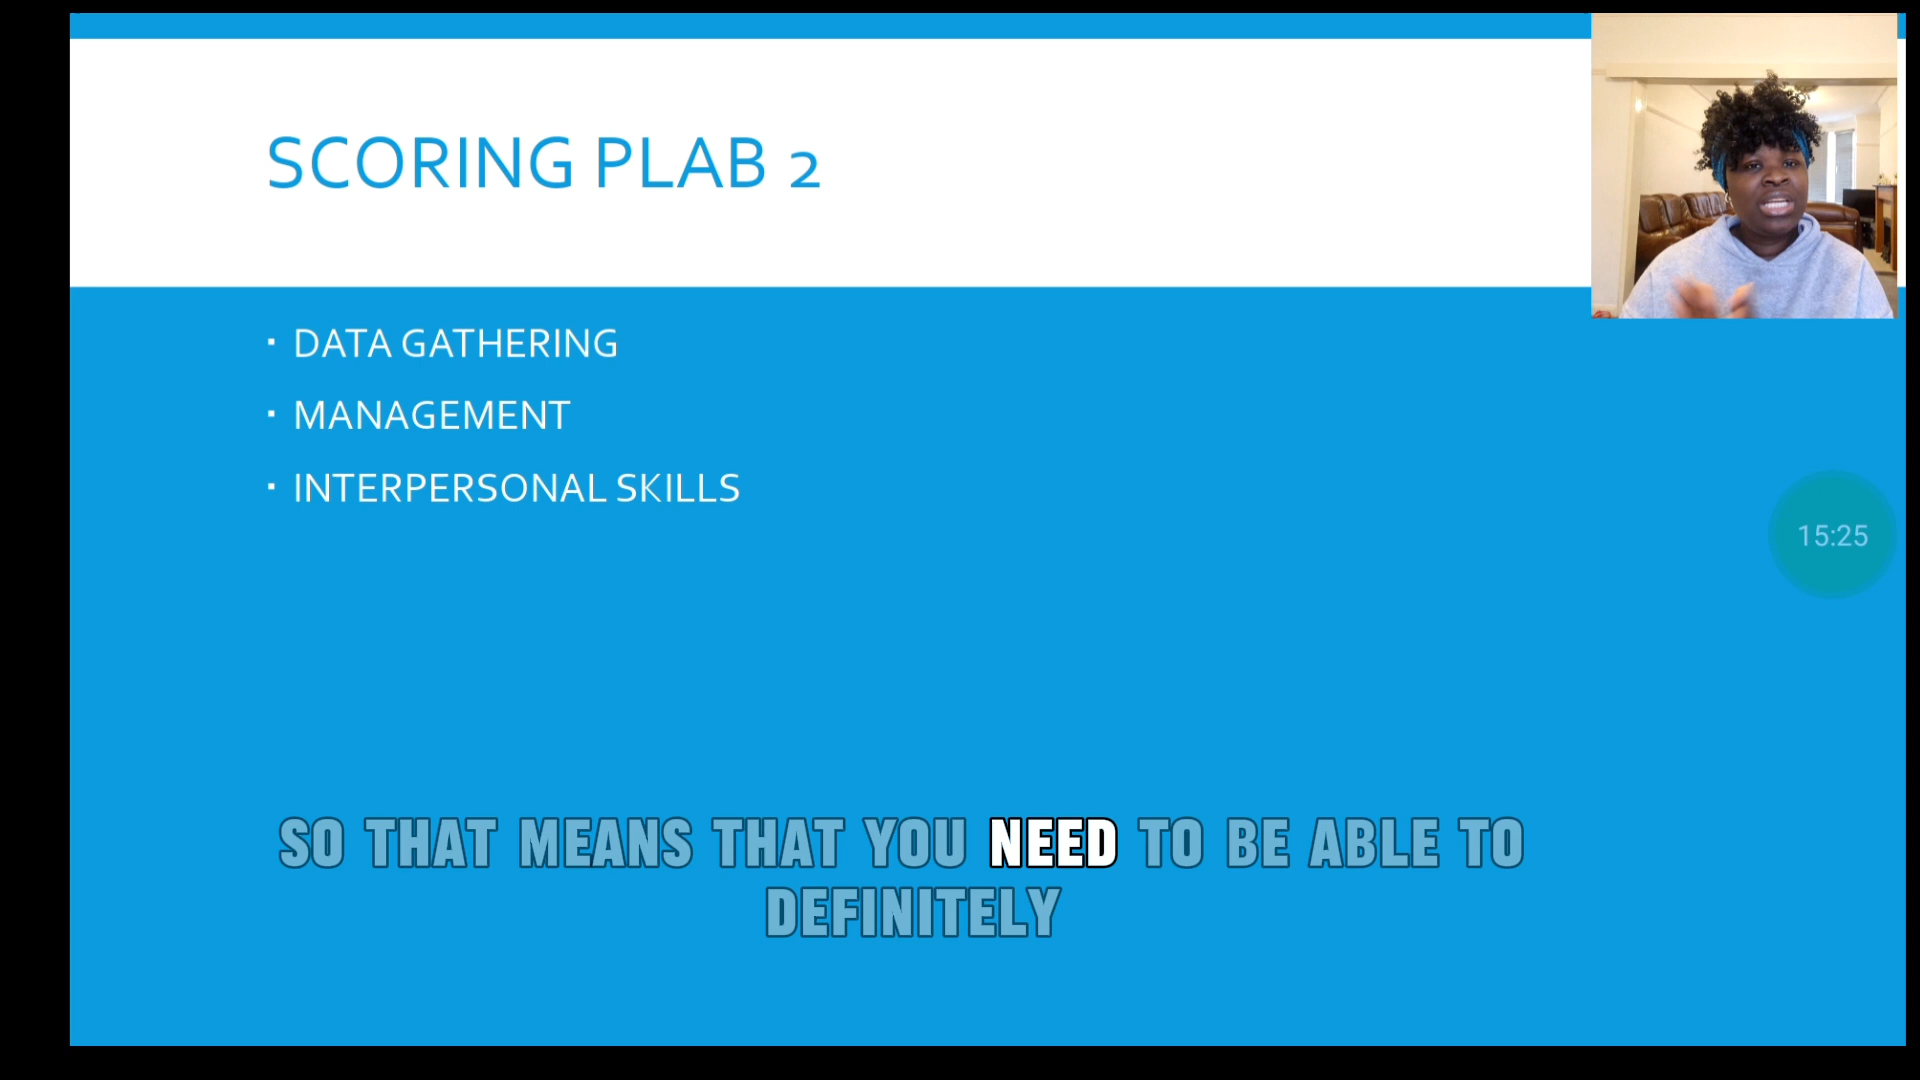 SCORING PLAB 2
▪ DATA GATHERING
▪ MANAGEMENT
▪ INTERPERSONAL SKILLS
15:25
SO THAT MEANS THAT YOU NEED TO BE ABLE TO
DEFINITELY